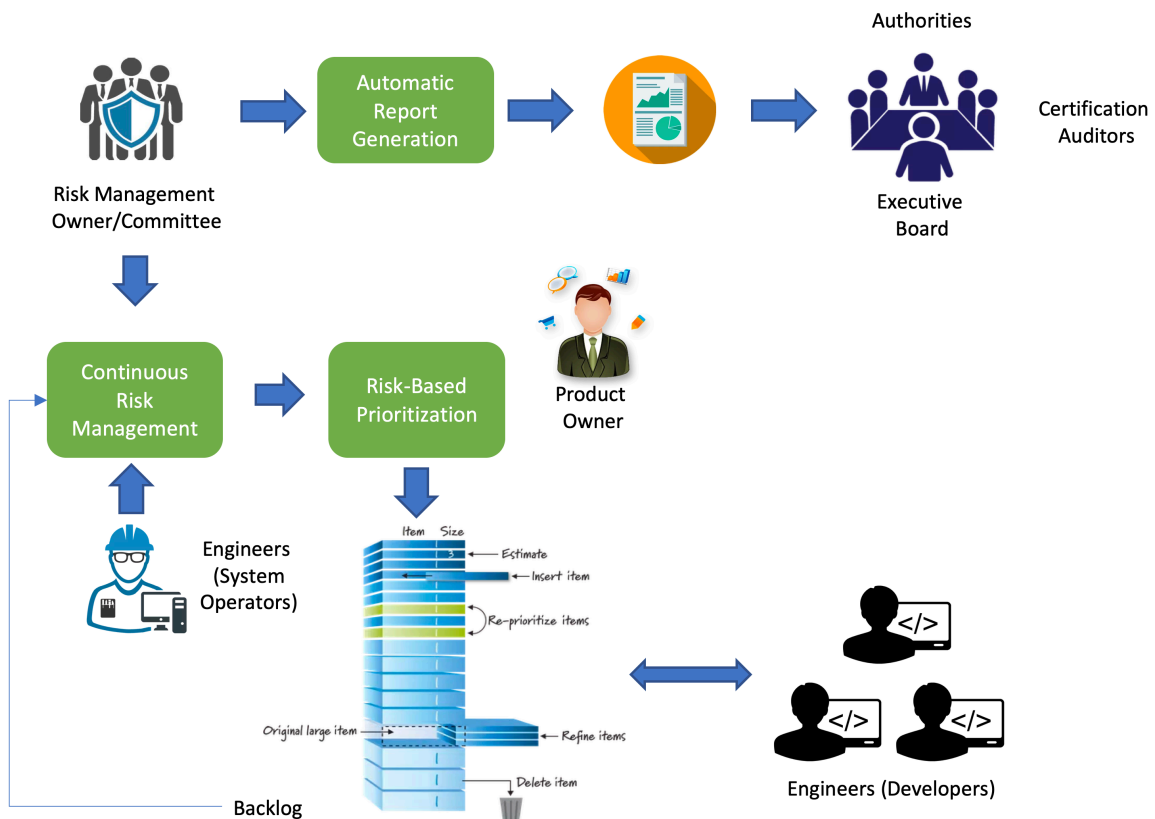 Authorities
Automatic
Report
Generation
Certification
Auditors
Risk Management
Owner/Committee
Executive
Board
Continuous
Risk
Management
Risk-Based
Prioritization
Product
Owner
Item Size
3
Estimate
Insert item
Re-prioritize items
Engineers
(System
Operators)
</>
</> </>
Original large item
Refine items
Delete item
Engineers (Developers)
Backlog